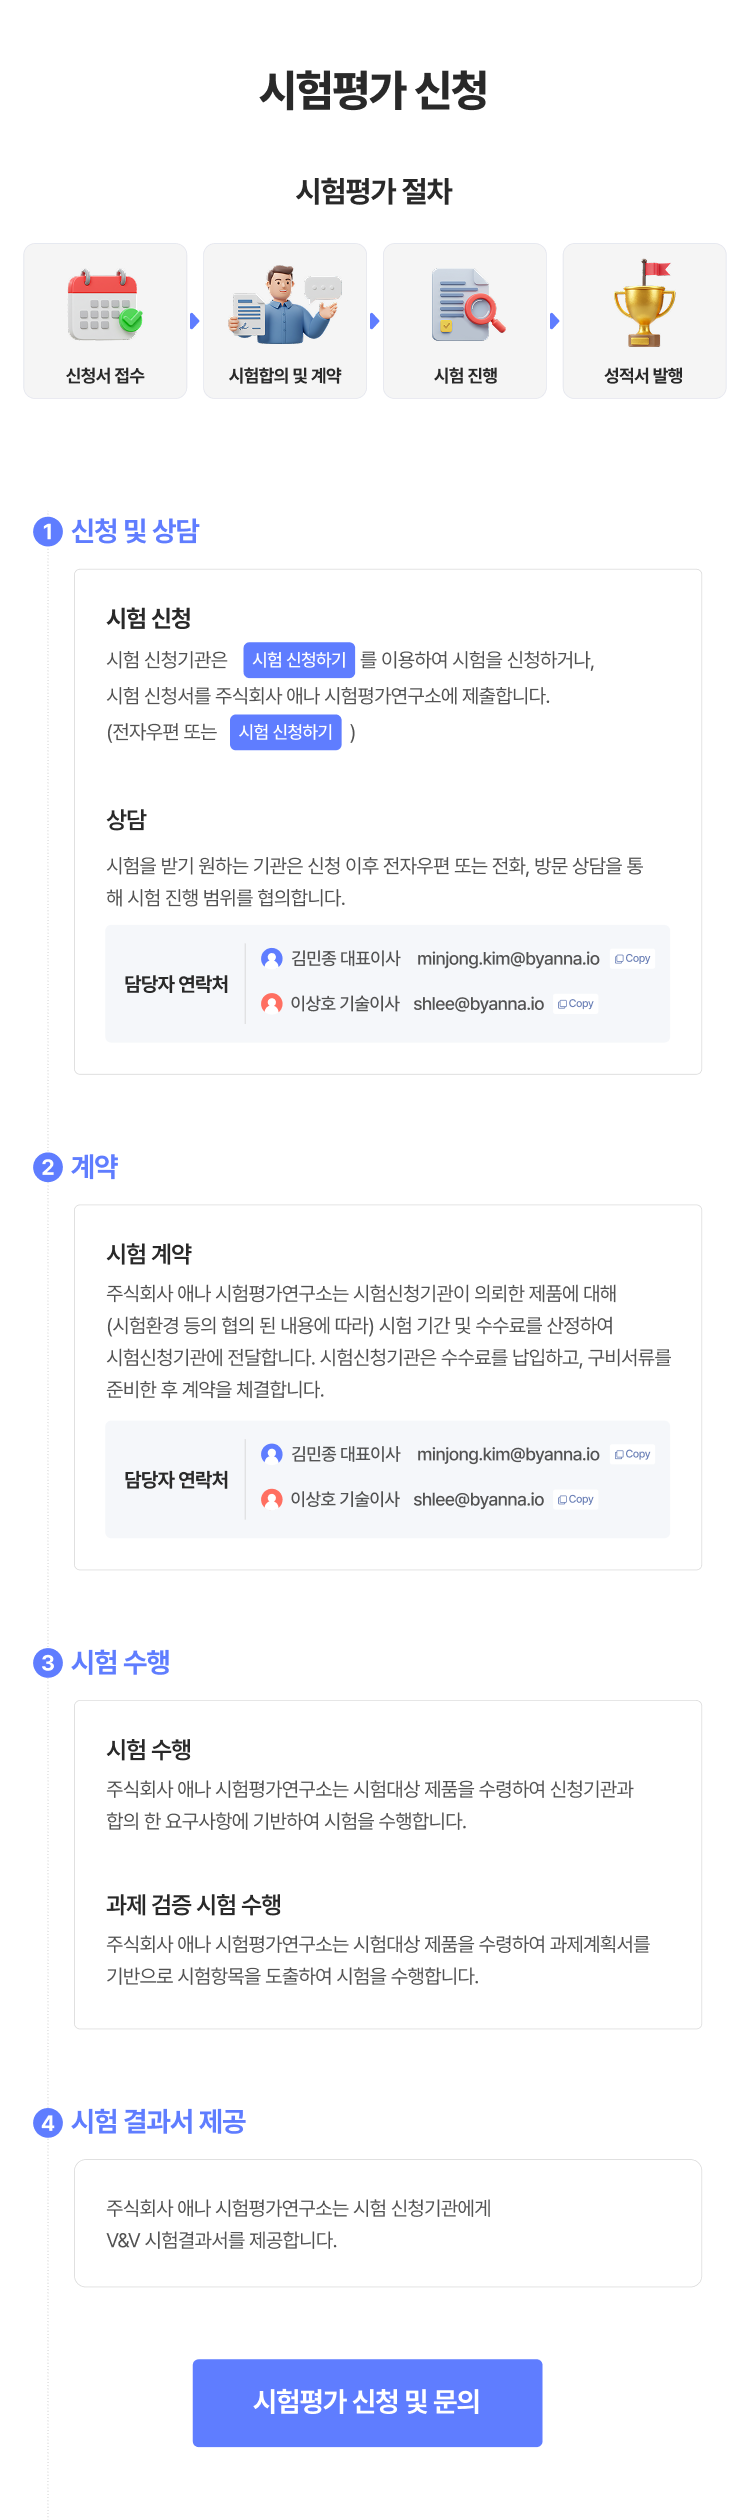 시험평가 신청
시험평가 절차
신청서 접수
시험합의 및 계약
시험 진행
성적서 발행
1 신청 및 상담
시험 신청
시험 신청기관은 시험 신청하기 를 이용하여 시험을 신청하거나,
시험 신청서를 주식회사 애나 시험평가연구소에 제출합니다.
(전자우편 또는 시험 신청하기 )
상담
시험을 받기 원하는 기관은 신청 이후 전자우편 또는 전화, 방문 상담을 통
해 시험 진행 범위를 협의합니다.
담당자 연락처
김민종 대표이사 minjong.kim@byanna.io Copy
이상호 기술이사 shlee@byanna.io Copy
2 계약
시험 계약
주식회사 애나 시험평가연구소는 시험신청기관이 의뢰한 제품에 대해
(시험환경 등의 협의 된 내용에 따라) 시험 기간 및 수수료를 산정하여
시험신청기관에 전달합니다. 시험신청기관은 수수료를 납입하고, 구비서류를
준비한 후 계약을 체결합니다.
담당자 연락처
김민종 대표이사 minjong.kim@byanna.io Copy
이상호 기술이사 shlee@byanna.io Copy
3 시험 수행
시험 수행
주식회사 애나 시험평가연구소는 시험대상 제품을 수령하여 신청기관과
합의 한 요구사항에 기반하여 시험을 수행합니다.
과제 검증 시험 수행
주식회사 애나 시험평가연구소는 시험대상 제품을 수령하여 과제계획서를
기반으로 시험항목을 도출하여 시험을 수행합니다.
4 시험 결과서 제공
주식회사 애나 시험평가연구소는 시험 신청기관에게
V&V 시험결과서를 제공합니다.
시험평가 신청 및 문의